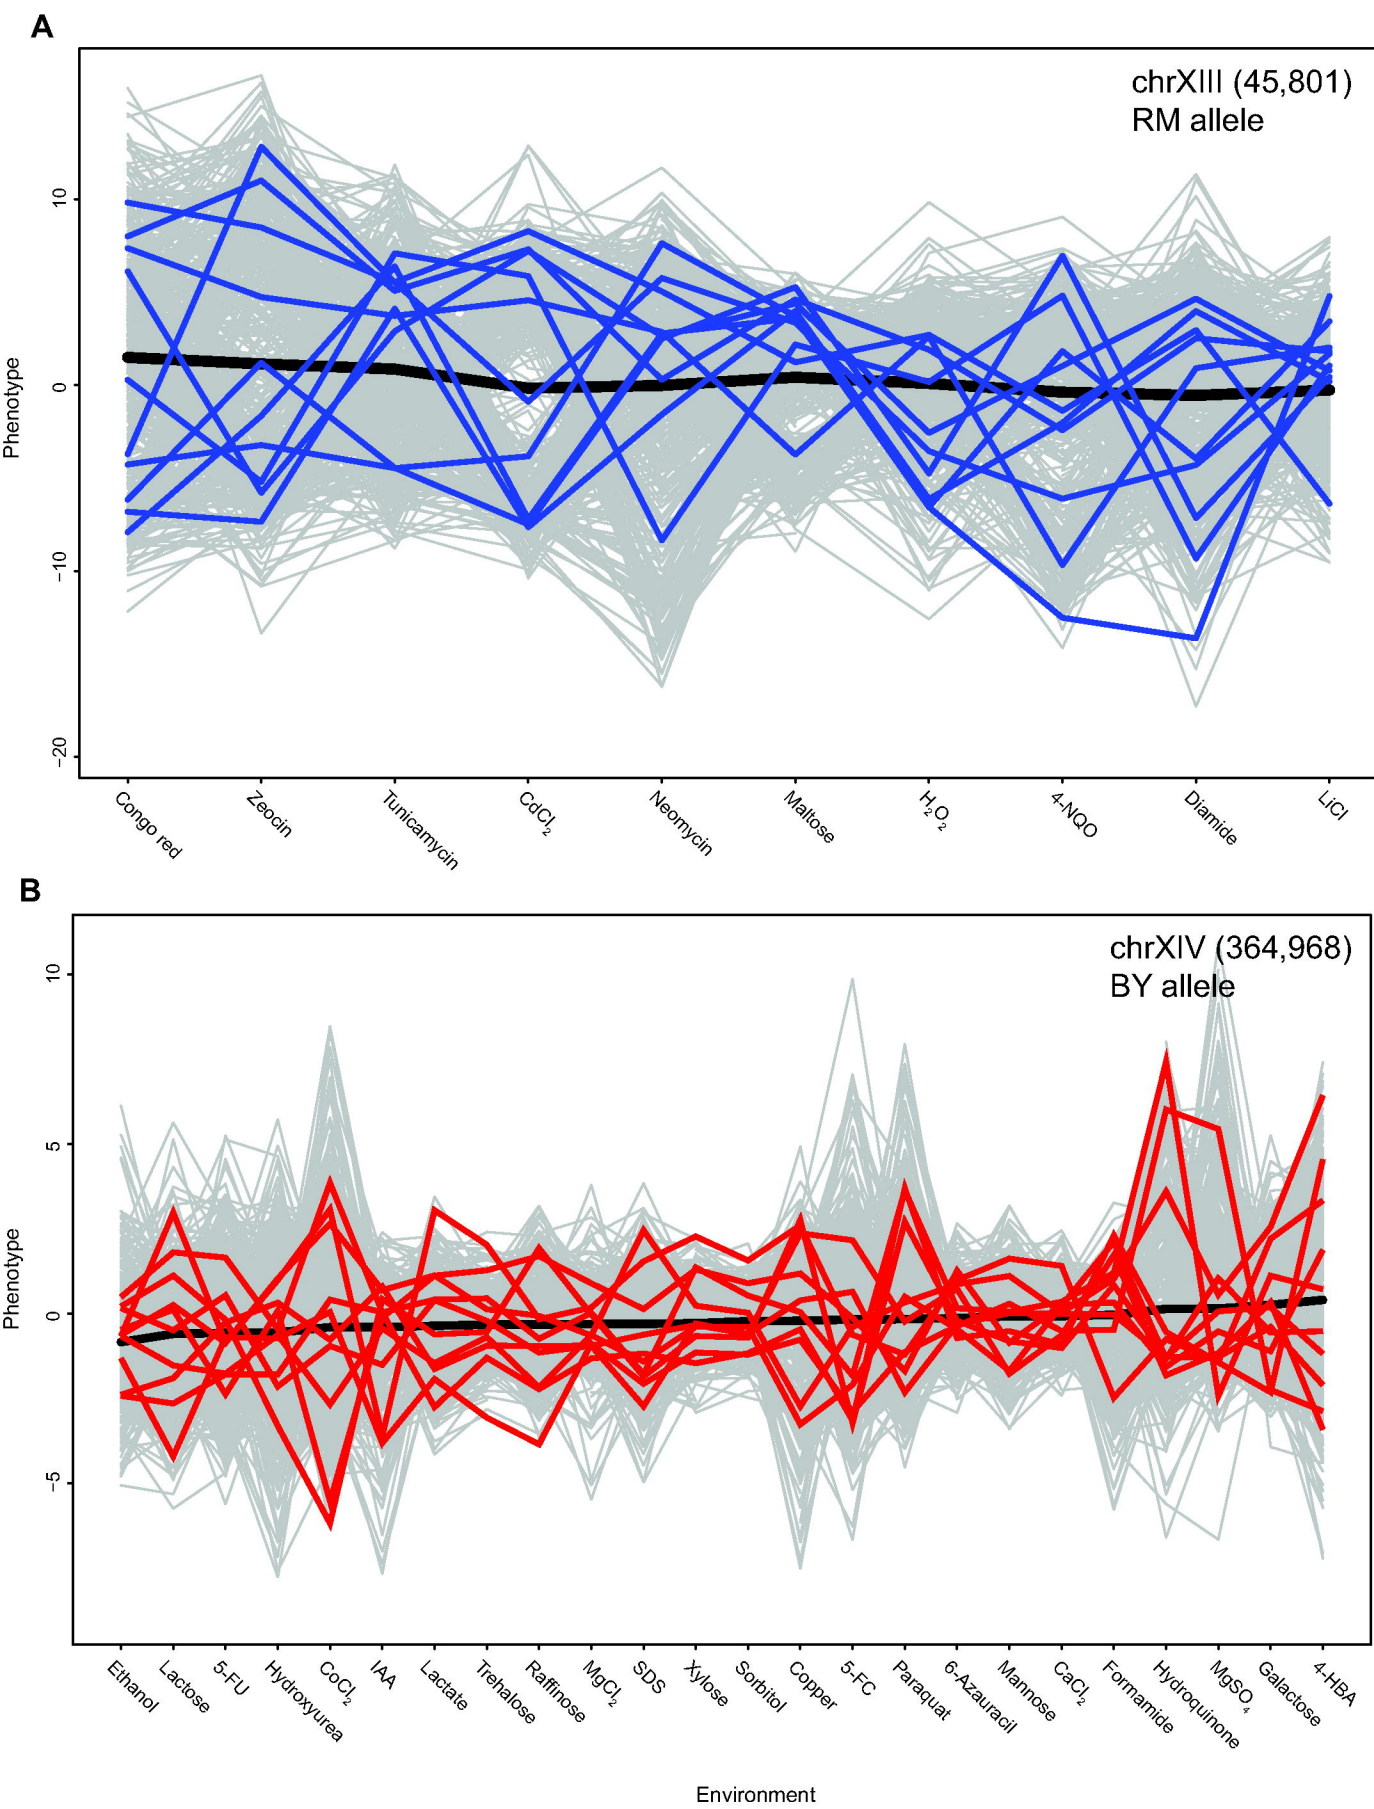 A
chrXIII (45,801)
RM allele
Phenotype
10
0
−10
−20
Congo red
Zeocin
Tunicamycin
CdCl₂
Neomycin
Maltose
H₂O₂
4-NQO
Diamide
LiCl
B
chrXIV (364,968)
BY allele
Phenotype
10
5
0
−5
Ethanol
Lactose
5-FU
Hydroxyurea
CoCl₂
IAA
Lactate
Trehalose
Raffinose
MgCl₂
SDS
Xylose
Sorbitol
Copper
5-FC
Paraquat
6-Azauracil
Mannose
CaCl₂
Formamide
Hydroquinone
MgSO₄
Galactose
4-HBA
Environment